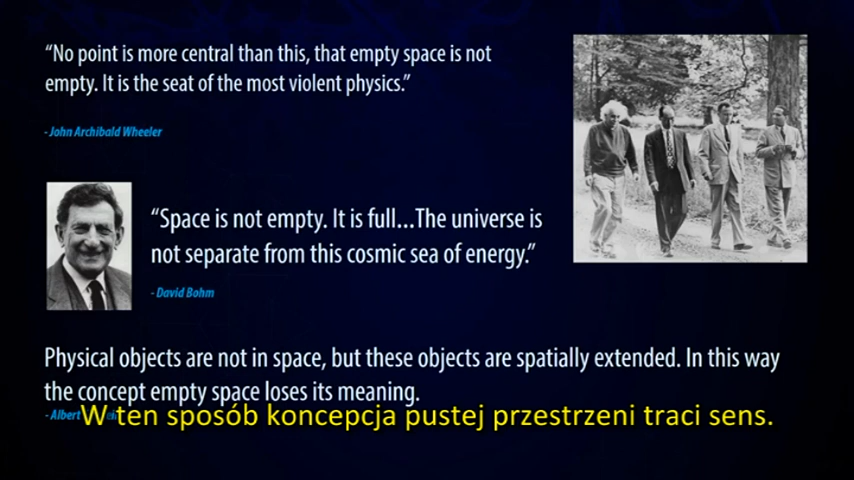 “No point is more central than this, that empty space is not
empty. It is the seat of the most violent physics.”
- John Archibald Wheeler
“Space is not empty. It is full...The universe is
not separate from this cosmic sea of energy.”
- David Bohm
Physical objects are not in space, but these objects are spatially extended. In this way
the concept empty space loses its meaning.
- Albert
W ten sposób koncepcja pustej przestrzeni traci sens.